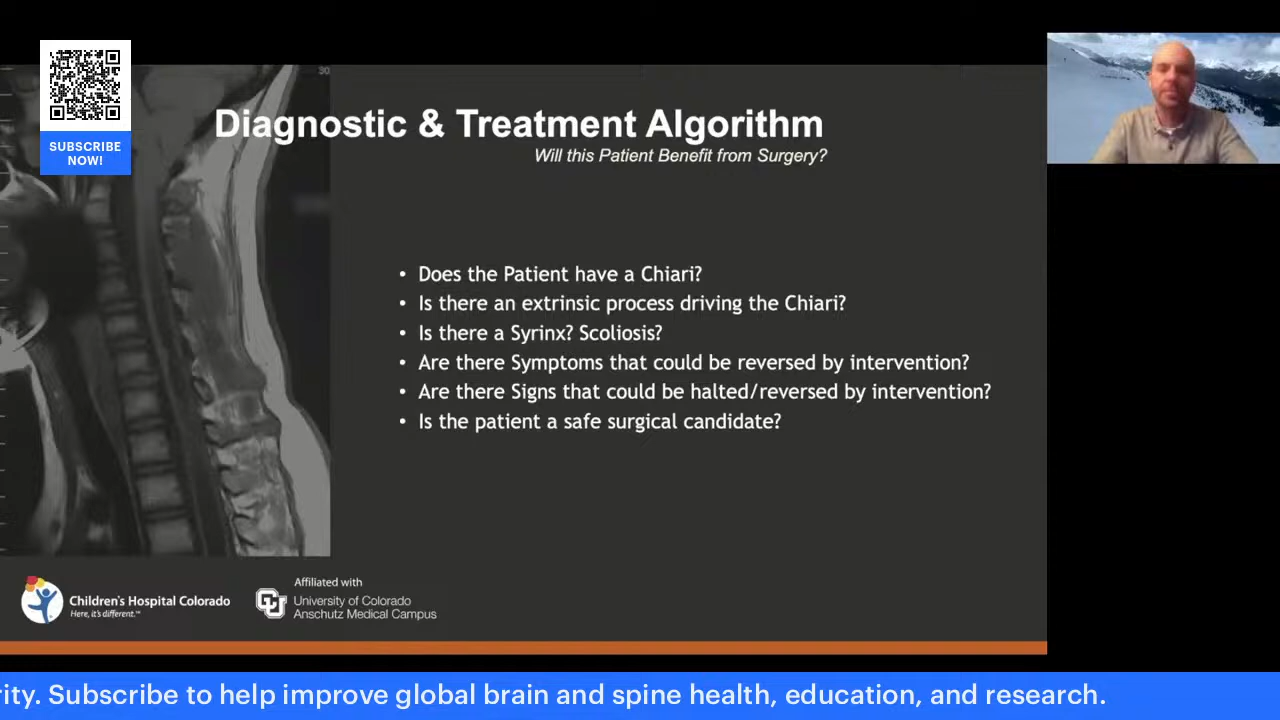 SUBSCRIBE
NOW!
30
Diagnostic & Treatment Algorithm
Will this Patient Benefit from Surgery?
• Does the Patient have a Chiari?
• Is there an extrinsic process driving the Chiari?
• Is there a Syrinx? Scoliosis?
• Are there Symptoms that could be reversed by intervention?
• Are there Signs that could be halted/reversed by intervention?
• Is the patient a safe surgical candidate?
Children's Hospital Colorado
Here, it's different.™
Affiliated with
CU
University of Colorado
Anschutz Medical Campus
rity. Subscribe to help improve global brain and spine health, education, and research.